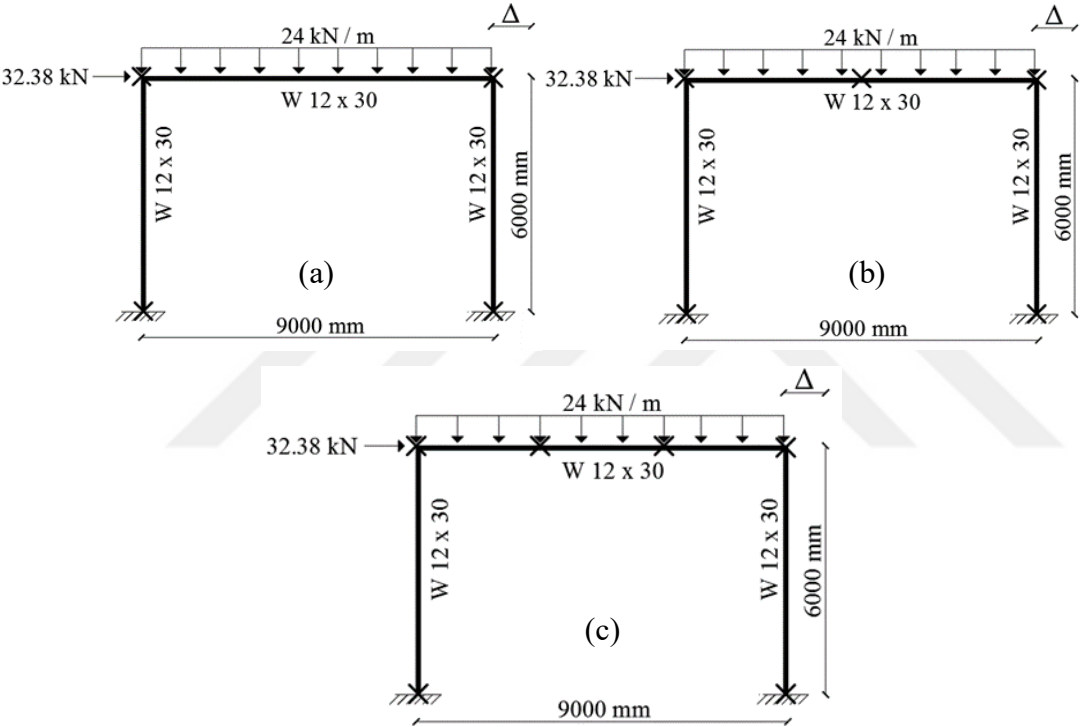 Δ
24 kN / m
32.38 kN
W 12 x 30
W 12 x 30
W 12 x 30
6000 mm
(a)
9000 mm
Δ
24 kN / m
32.38 kN
W 12 x 30
W 12 x 30
W 12 x 30
6000 mm
(b)
9000 mm
Δ
24 kN / m
32.38 kN
W 12 x 30
W 12 x 30
W 12 x 30
6000 mm
(c)
9000 mm